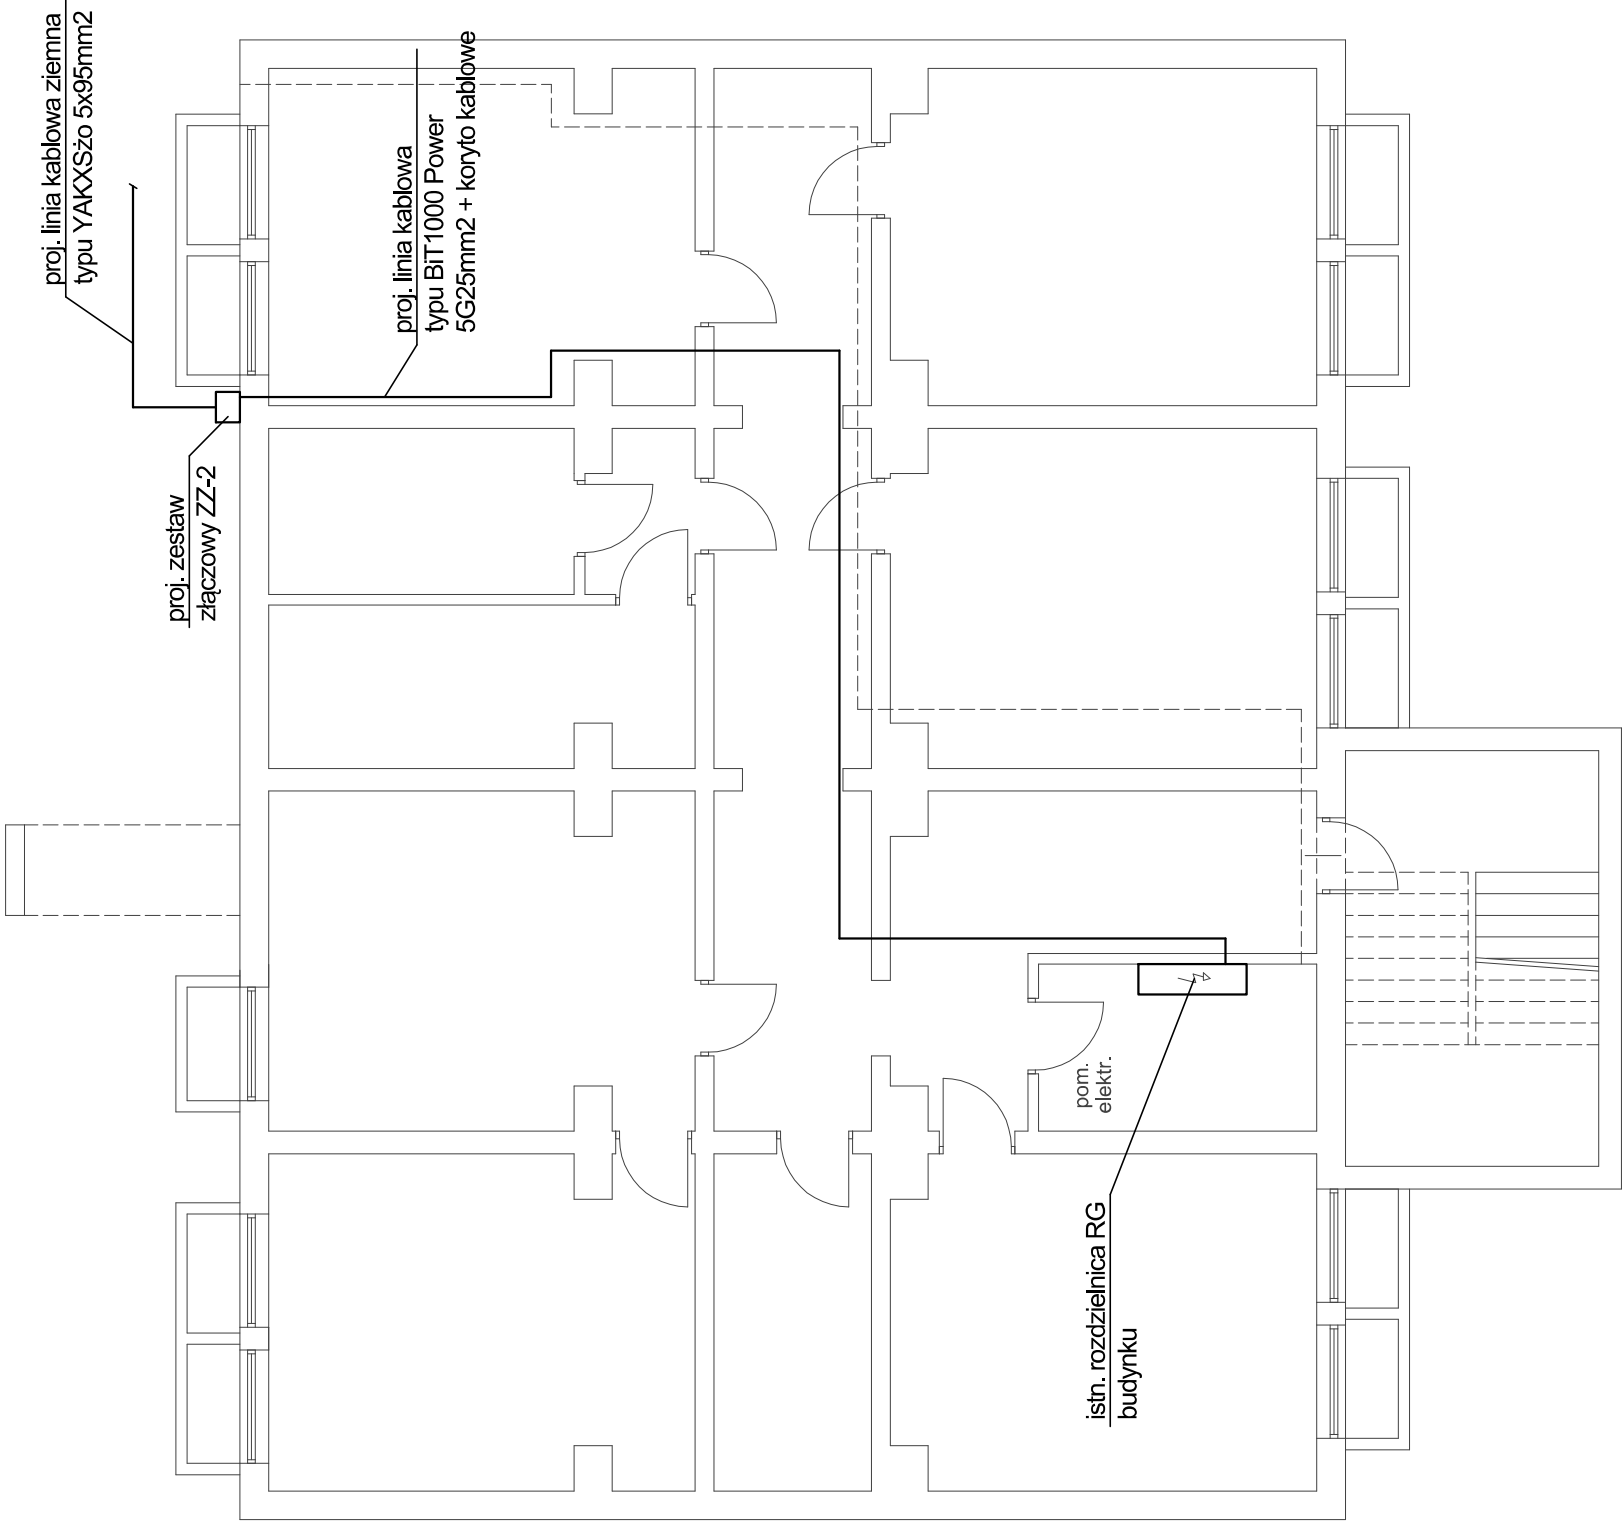 proj. linia kablowa ziemna
typu YAKXSżo 5x95mm2
proj. linia kablowa
typu BiT1000 Power
5G25mm2 + koryto kablowe
proj. zestaw
złączowy ZZ-2
pom.
elektr.
istn. rozdzielnica RG
budynku